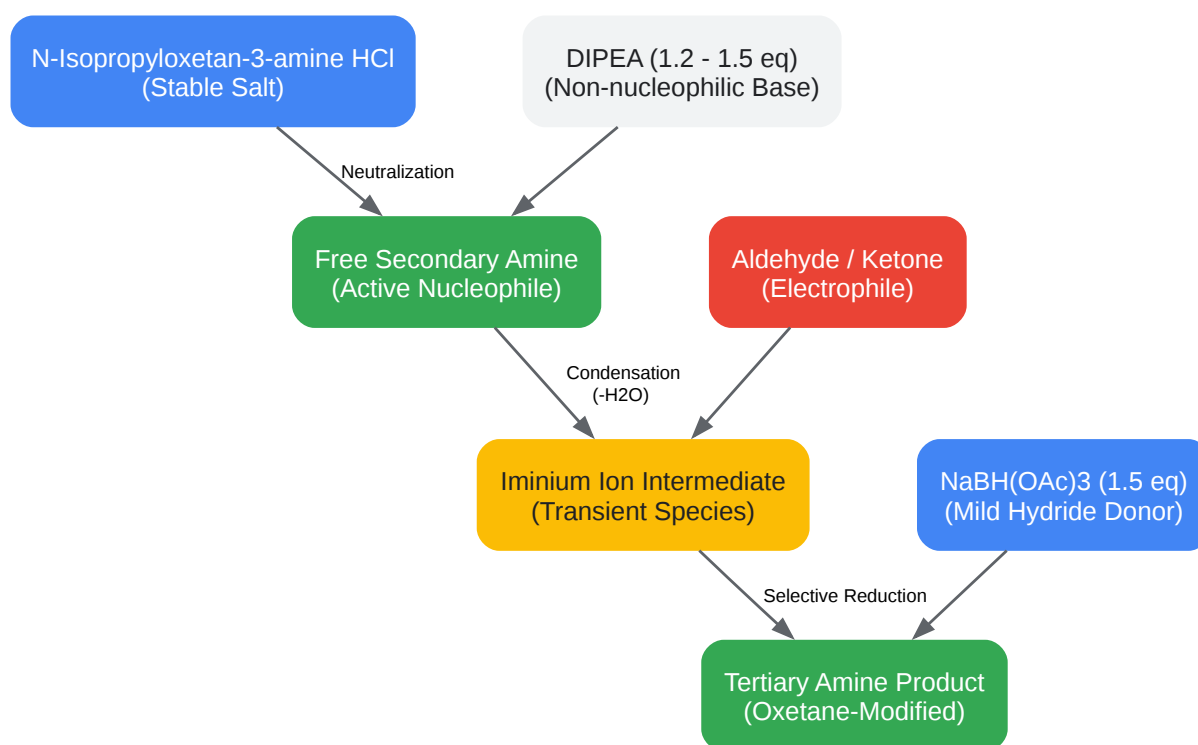 N-Isopropyloxetan-3-amine HCl
(Stable Salt)
DIPEA (1.2 - 1.5 eq)
(Non-nucleophilic Base)
Neutralization
Free Secondary Amine
(Active Nucleophile)
Aldehyde / Ketone
(Electrophile)
Condensation
(-H2O)
Iminium Ion Intermediate
(Transient Species)
NaBH(OAc)3 (1.5 eq)
(Mild Hydride Donor)
Selective Reduction
Tertiary Amine Product
(Oxetane-Modified)